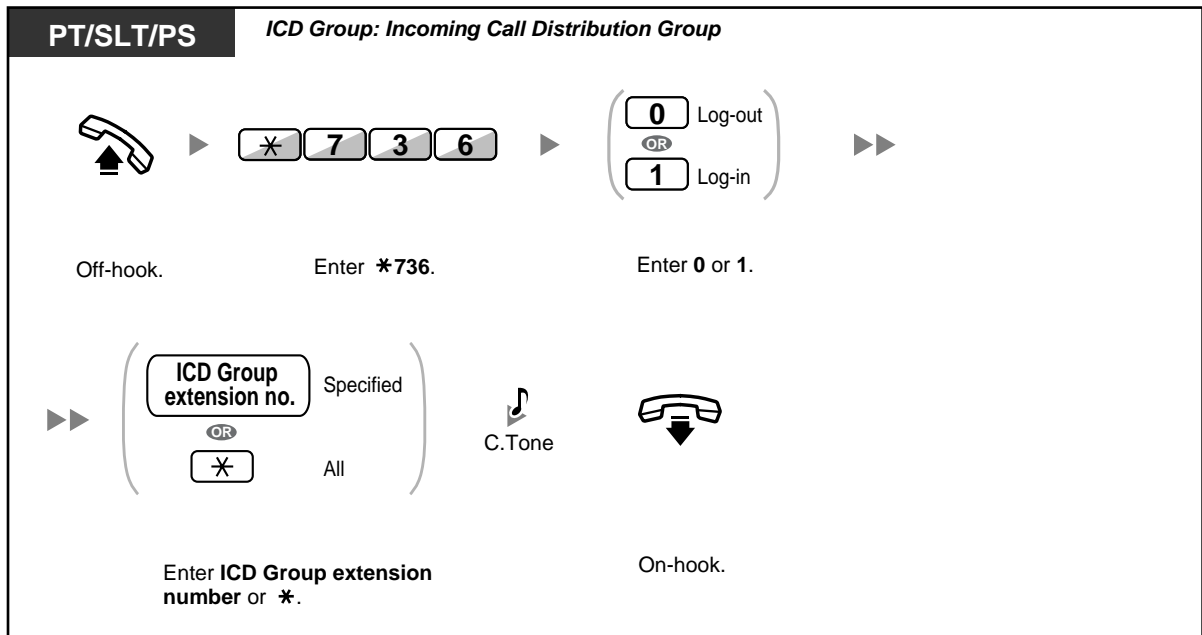 PT/SLT/PS
ICD Group: Incoming Call Distribution Group
* 7 3 6
0 Log-out
OR
1 Log-in
Off-hook.
Enter *736.
Enter 0 or 1.
ICD Group
extension no.
Specified
OR
* All
C.Tone
Enter ICD Group extension
number or *.
On-hook.